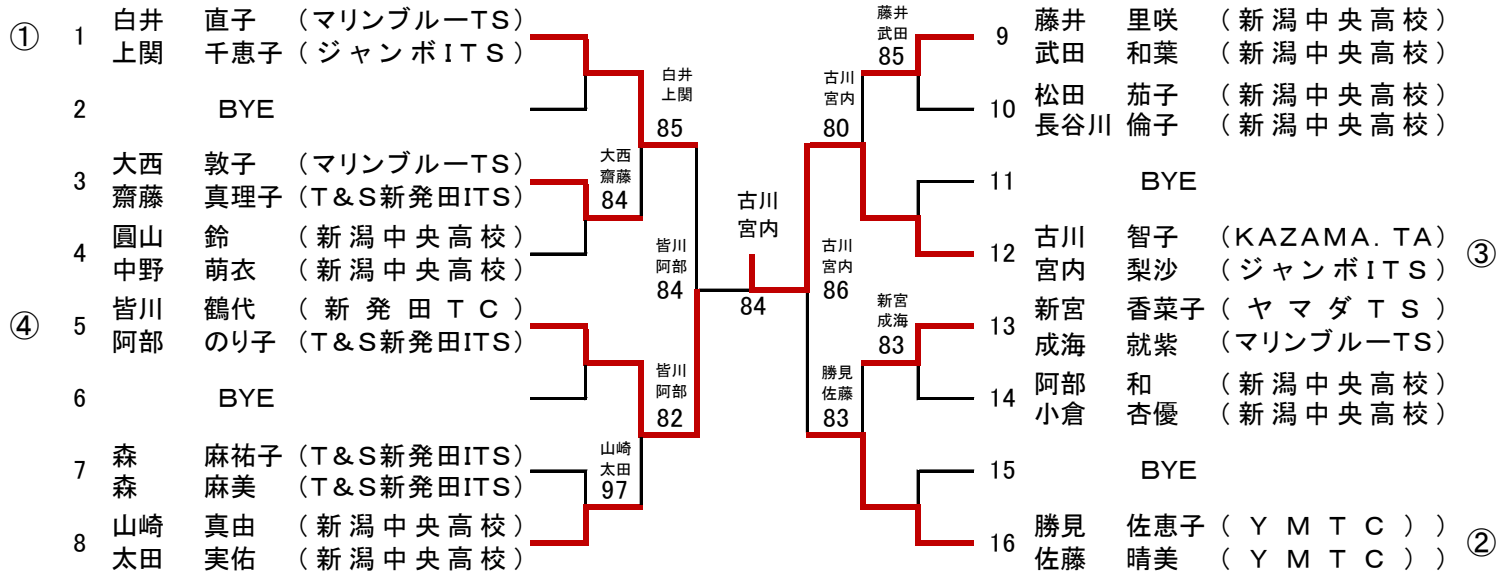 ① 1 白井 直子 (マリンブルーTS)
上関 千恵子 (ジャンボITS)
2 BYE
3 大西 敦子 (マリンブルーTS)
齋藤 真理子 (T&S新発田ITS)
4 圓山 鈴 (新潟中央高校)
中野 萌衣 (新潟中央高校)
④ 5 皆川 鶴代 (新発田TC)
阿部 のり子 (T&S新発田ITS)
6 BYE
7 森 麻祐子 (T&S新発田ITS)
森 麻美 (T&S新発田ITS)
8 山崎 真由 (新潟中央高校)
太田 実佑 (新潟中央高校)
白井
上関
85
大西
齋藤
84
皆川
阿部
84
皆川
阿部
82
山崎
太田
97
古川
宮内
84
藤井
武田
85
古川
宮内
80
古川
宮内
86
新宮
成海
83
勝見
佐藤
83
9 藤井 里咲 (新潟中央高校)
武田 和葉 (新潟中央高校)
10 松田 茄子 (新潟中央高校)
長谷川 倫子 (新潟中央高校)
11 BYE
12 古川 智子 (KAZAMA.TA) ③
宮内 梨沙 (ジャンボITS)
13 新宮 香菜子 (ヤマダTS)
成海 就紫 (マリンブルーTS)
14 阿部 和 (新潟中央高校)
小倉 杏優 (新潟中央高校)
15 BYE
16 勝見 佐恵子 (YMTC)) ②
佐藤 晴美 (YMTC))